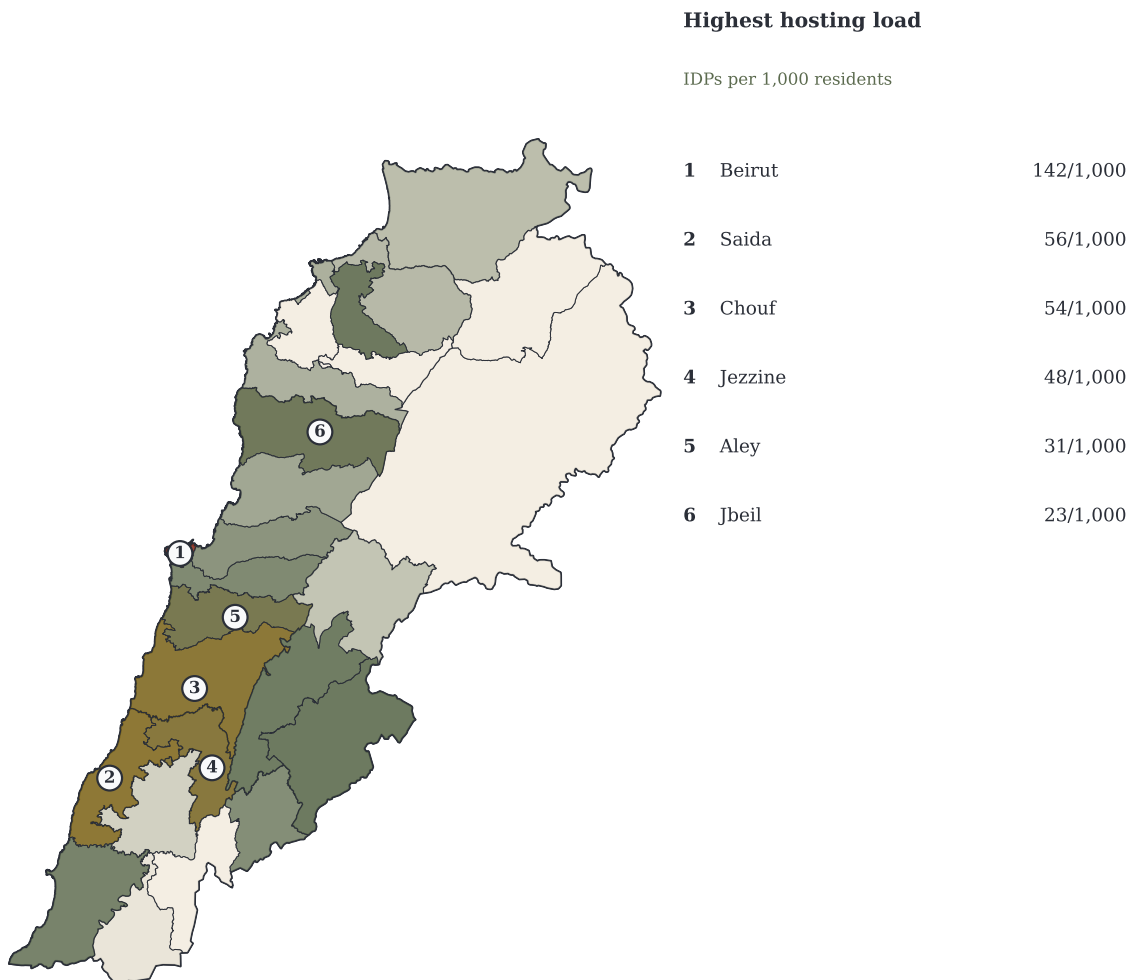 Highest hosting load
IDPs per 1,000 residents
1 Beirut 142/1,000
2 Saida 56/1,000
3 Chouf 54/1,000
4 Jezzine 48/1,000
5 Aley 31/1,000
6 Jbeil 23/1,000
6
1
5
3
4
2